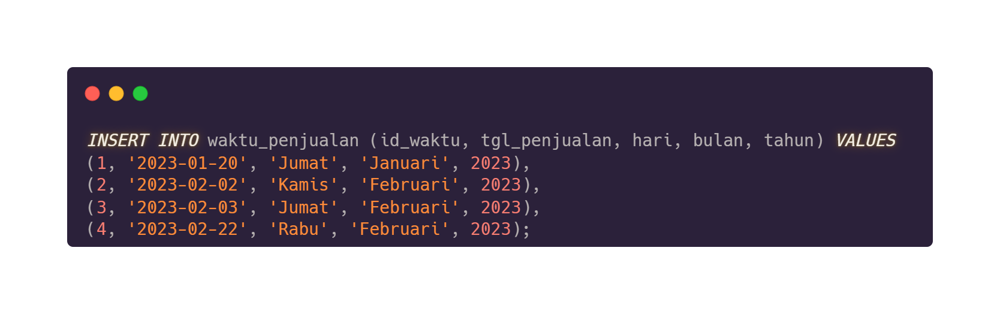 INSERT INTO waktu_penjualan (id_waktu, tgl_penjualan, hari, bulan, tahun) VALUES
(1, '2023-01-20', 'Jumat', 'Januari', 2023),
(2, '2023-02-02', 'Kamis', 'Februari', 2023),
(3, '2023-02-03', 'Jumat', 'Februari', 2023),
(4, '2023-02-22', 'Rabu', 'Februari', 2023);